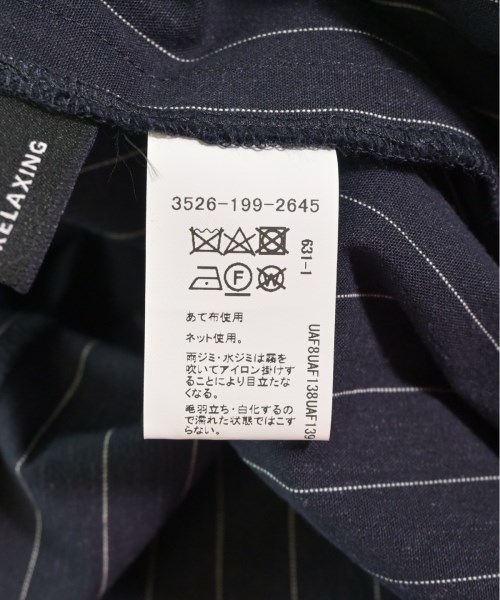 RELAXING
3526-199-2645
631-1
F
W
あて布使用
ネット使用。
雨ジミ・水ジミは霧を
吹いてアイロン掛けす
ることにより目立たな
くなる。
毛羽立ち・白化するの
で濡れた状態ではこす
らない。
UAF8UAF138UAF139